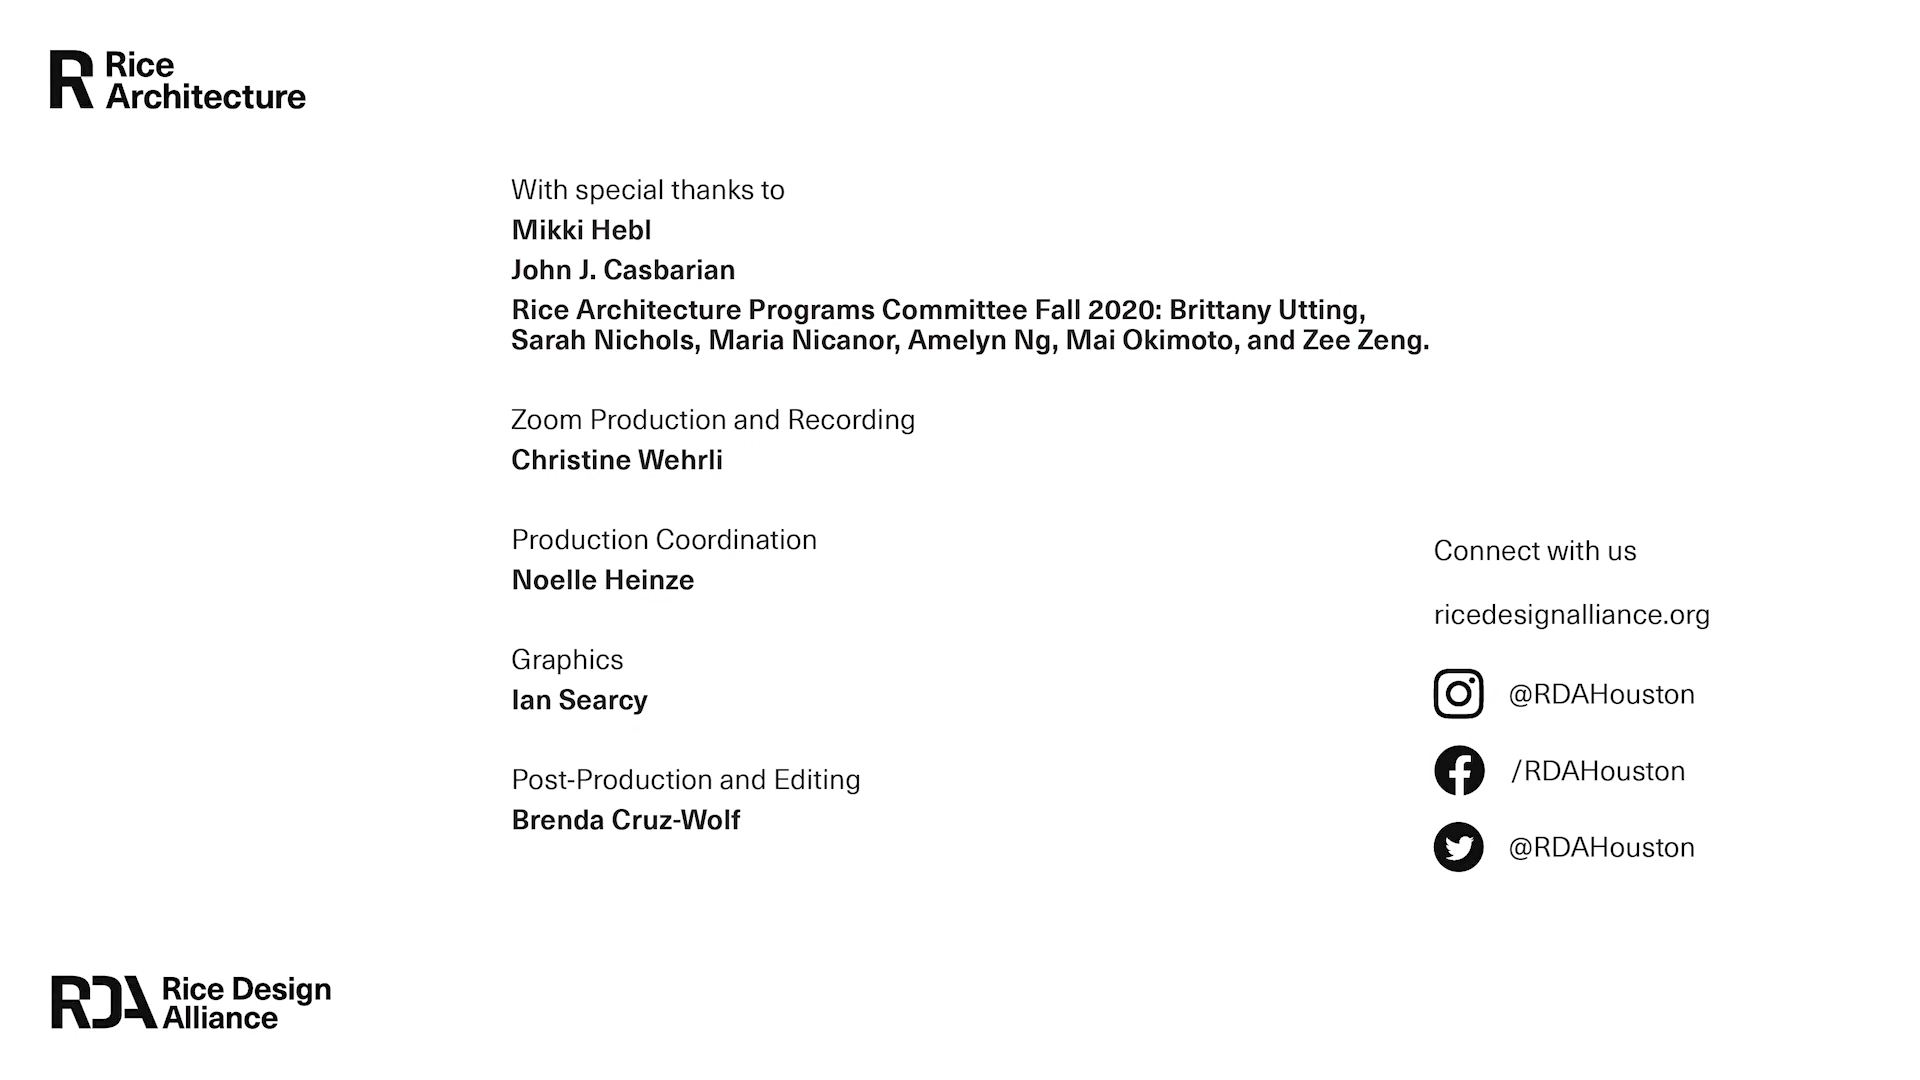 Rice
Architecture
With special thanks to
Mikki Hebl
John J. Casbarian
Rice Architecture Programs Committee Fall 2020: Brittany Utting,
Sarah Nichols, Maria Nicanor, Amelyn Ng, Mai Okimoto, and Zee Zeng.
Zoom Production and Recording
Christine Wehrli
Production Coordination
Noelle Heinze
Graphics
Ian Searcy
Post-Production and Editing
Brenda Cruz-Wolf
Connect with us
ricedesignalliance.org
@RDAHouston
/RDAHouston
@RDAHouston
RDA Rice Design
Alliance